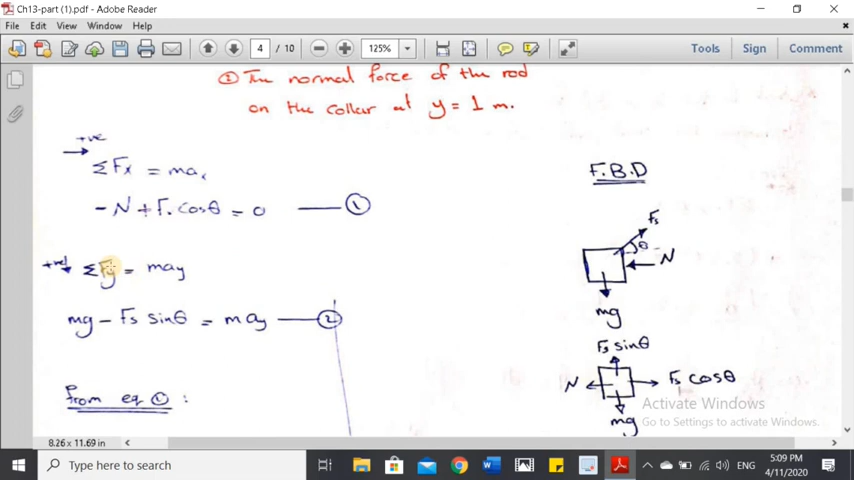 Ch13-part (1).pdf - Adobe Reader
File Edit View Window Help
4 / 10
125%
Tools Sign Comment
② The normal force of the rod
on the collar at y = 1 m.
+ve
ΣFx = max
- N + Fs cosθ = 0 —— ①
+ve ΣFy = may
mg - Fs sinθ = may —— ②
from eq ① :
F.B.D
Fs
θ
N
mg
Fs sinθ
N
Fs cosθ
mg
Activate Windows
Go to Settings to activate Windows.
8.26 x 11.69 in
Type here to search
ENG
5:09 PM
4/11/2020